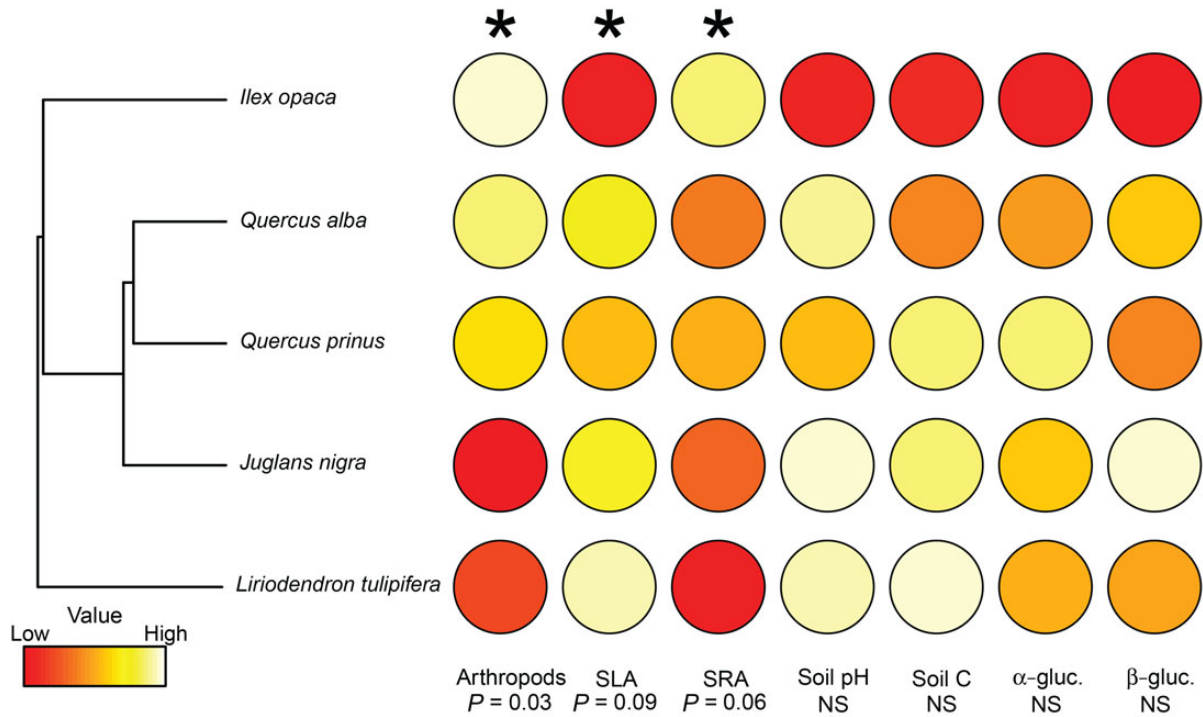 * * *
Ilex opaca
Quercus alba
Quercus prinus
Juglans nigra
Liriodendron tulipifera
Value
Low High
Arthropods SLA SRA Soil pH Soil C α-gluc. β-gluc.
P = 0.03 P = 0.09 P = 0.06 NS NS NS NS